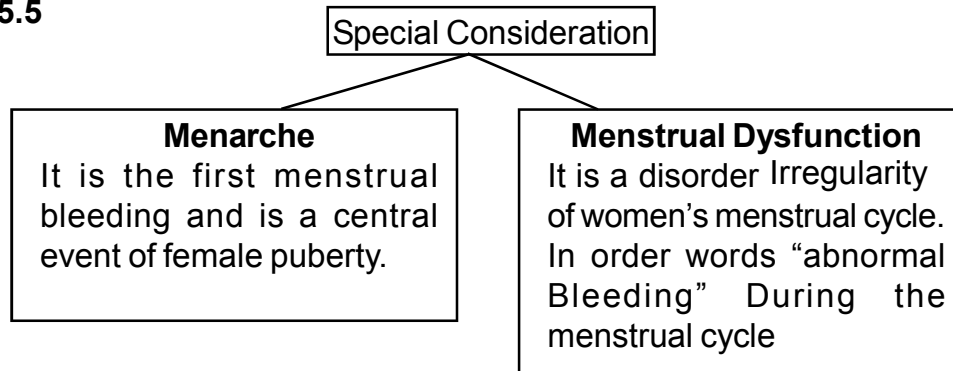 5.5
Special Consideration
Menarche
It is the first menstrual
bleeding and is a central
event of female puberty.
Menstrual Dysfunction
It is a disorder Irregularity
of women's menstrual cycle.
In order words “abnormal
Bleeding” During the
menstrual cycle